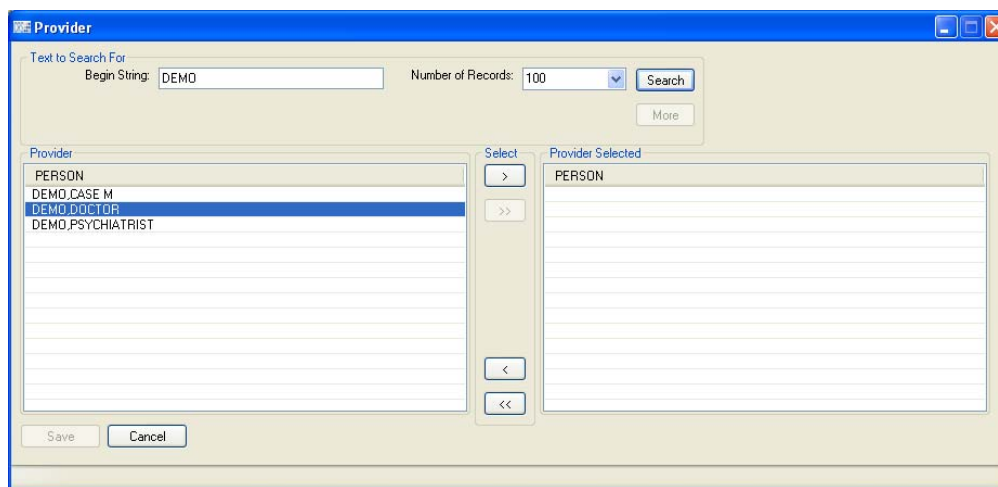 Provider
Text to Search For
Begin String: DEMO Number of Records: 100 Search
More
Provider Select Provider Selected
PERSON > PERSON
DEMO,CASE M
DEMO,DOCTOR >>
DEMO,PSYCHIATRIST
<
<<
Save Cancel